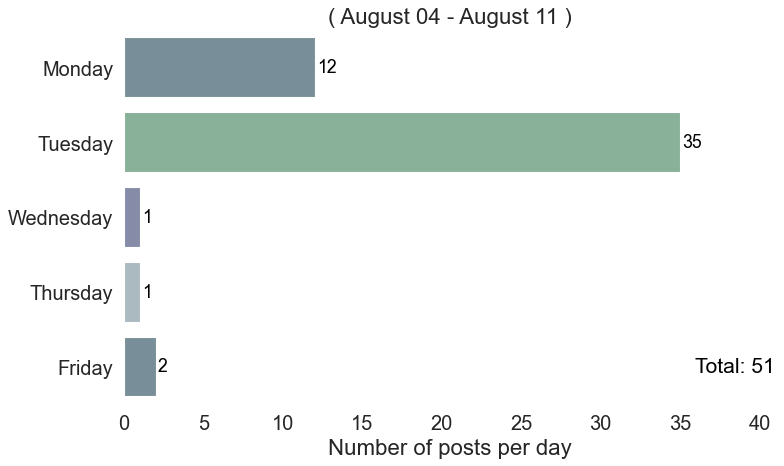 ( August 04 - August 11 )
Monday 12
Tuesday 35
Wednesday 1
Thursday 1
Friday 2
Total: 51
0 5 10 15 20 25 30 35 40
Number of posts per day